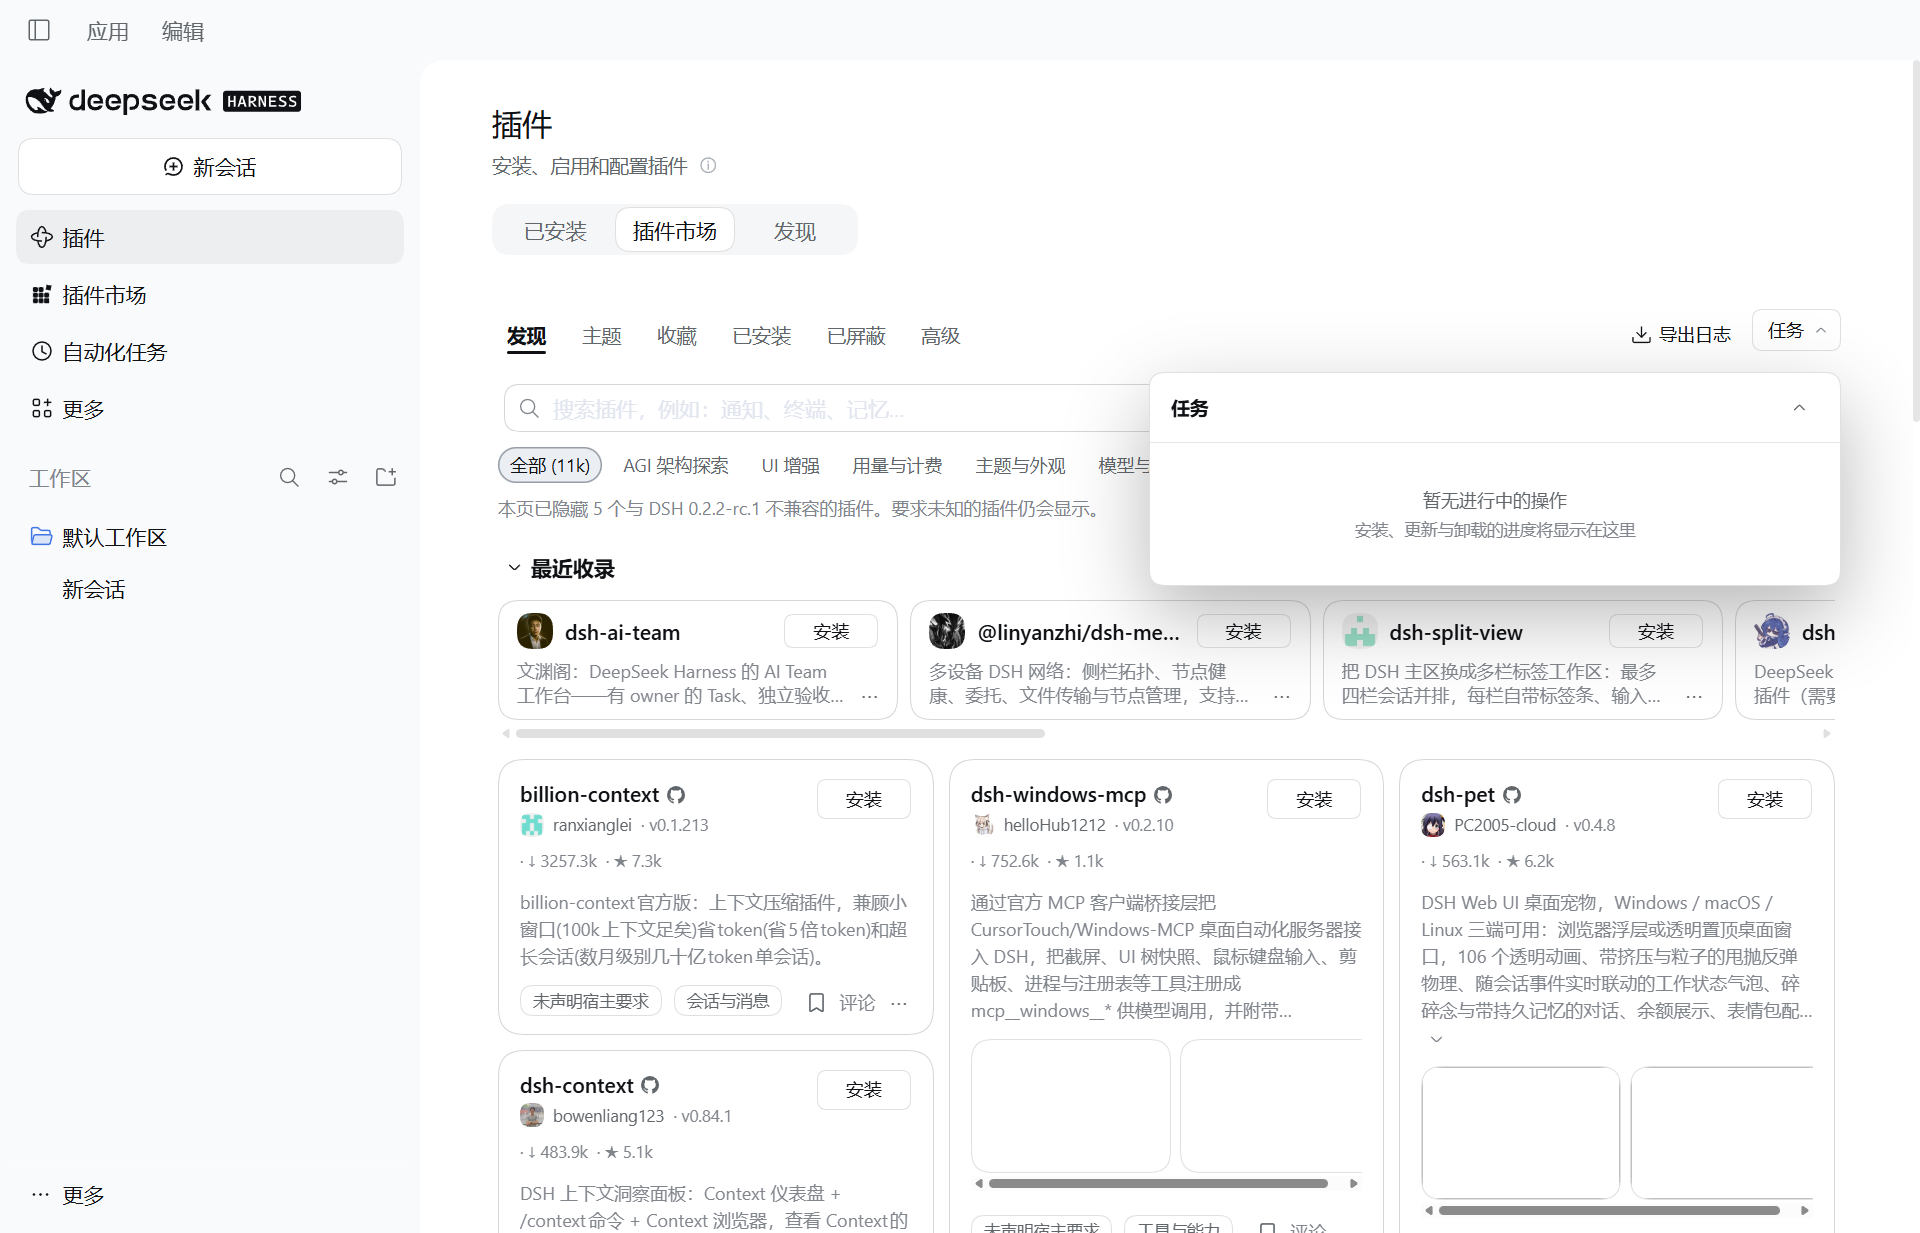 应用
编辑
deepseek HARNESS
新会话
插件
插件市场
自动化任务
更多
工作区
默认工作区
新会话
更多
插件
安装、启用和配置插件
已安装
插件市场
发现
发现
主题
收藏
已安装
已屏蔽
高级
导出日志
任务
搜索插件，例如：通知、终端、记忆...
任务
暂无进行中的操作
安装、更新与卸载的进度将显示在这里
全部 (11k)
AGI 架构探索
UI 增强
用量与计费
主题与外观
模型与
本页已隐藏 5 个与 DSH 0.2.2-rc.1 不兼容的插件。要求未知的插件仍会显示。
最近收录
dsh-ai-team
安装
文渊阁：DeepSeek Harness 的 AI Team
工作台——有 owner 的 Task、独立验收...
@linyanzhi/dsh-me...
安装
多设备 DSH 网络：侧栏拓扑、节点健
康、委托、文件传输与节点管理，支持...
dsh-split-view
安装
把 DSH 主区换成多栏标签工作区：最多
四栏会话并排，每栏自带标签条、输入...
dsh
DeepSeek
插件（需要
billion-context
安装
ranxianglei · v0.1.213
· ↓ 3257.3k · ★ 7.3k
billion-context官方版：上下文压缩插件，兼顾小
窗口(100k上下文足矣)省token(省5倍token)和超
长会话(数月级别几十亿token单会话)。
未声明宿主要求
会话与消息
评论
dsh-context
安装
bowenliang123 · v0.84.1
· ↓ 483.9k · ★ 5.1k
DSH 上下文洞察面板：Context 仪表盘 +
/context命令 + Context 浏览器，查看 Context的
dsh-windows-mcp
安装
helloHub1212 · v0.2.10
· ↓ 752.6k · ★ 1.1k
通过官方 MCP 客户端桥接层把
CursorTouch/Windows-MCP 桌面自动化服务器接
入 DSH，把截屏、UI 树快照、鼠标键盘输入、剪
贴板、进程与注册表等工具注册成
mcp__windows__* 供模型调用，并附带...
未声明宿主要求
工具与能力
评论
dsh-pet
安装
PC2005-cloud · v0.4.8
· ↓ 563.1k · ★ 6.2k
DSH Web UI 桌面宠物，Windows / macOS /
Linux 三端可用：浏览器浮层或透明置顶桌面窗
口，106 个透明动画、带挤压与粒子的甩抛反弹
物理、随会话事件实时联动的工作状态气泡、碎
碎念与带持久记忆的对话、余额展示、表情包配...